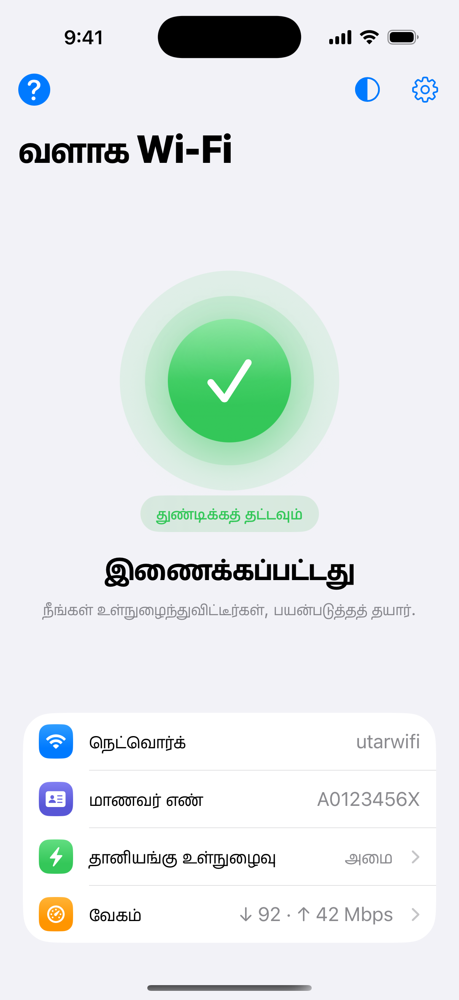 9:41
வளாக Wi-Fi
துண்டிக்கத் தட்டவும்
இணைக்கப்பட்டது
நீங்கள் உள்நுழைந்துவிட்டீர்கள், பயன்படுத்தத் தயார்.
நெட்வொர்க் utarwifi
மாணவர் எண் A0123456X
தானியங்கு உள்நுழைவு அமை
வேகம் ↓ 92 · ↑ 42 Mbps